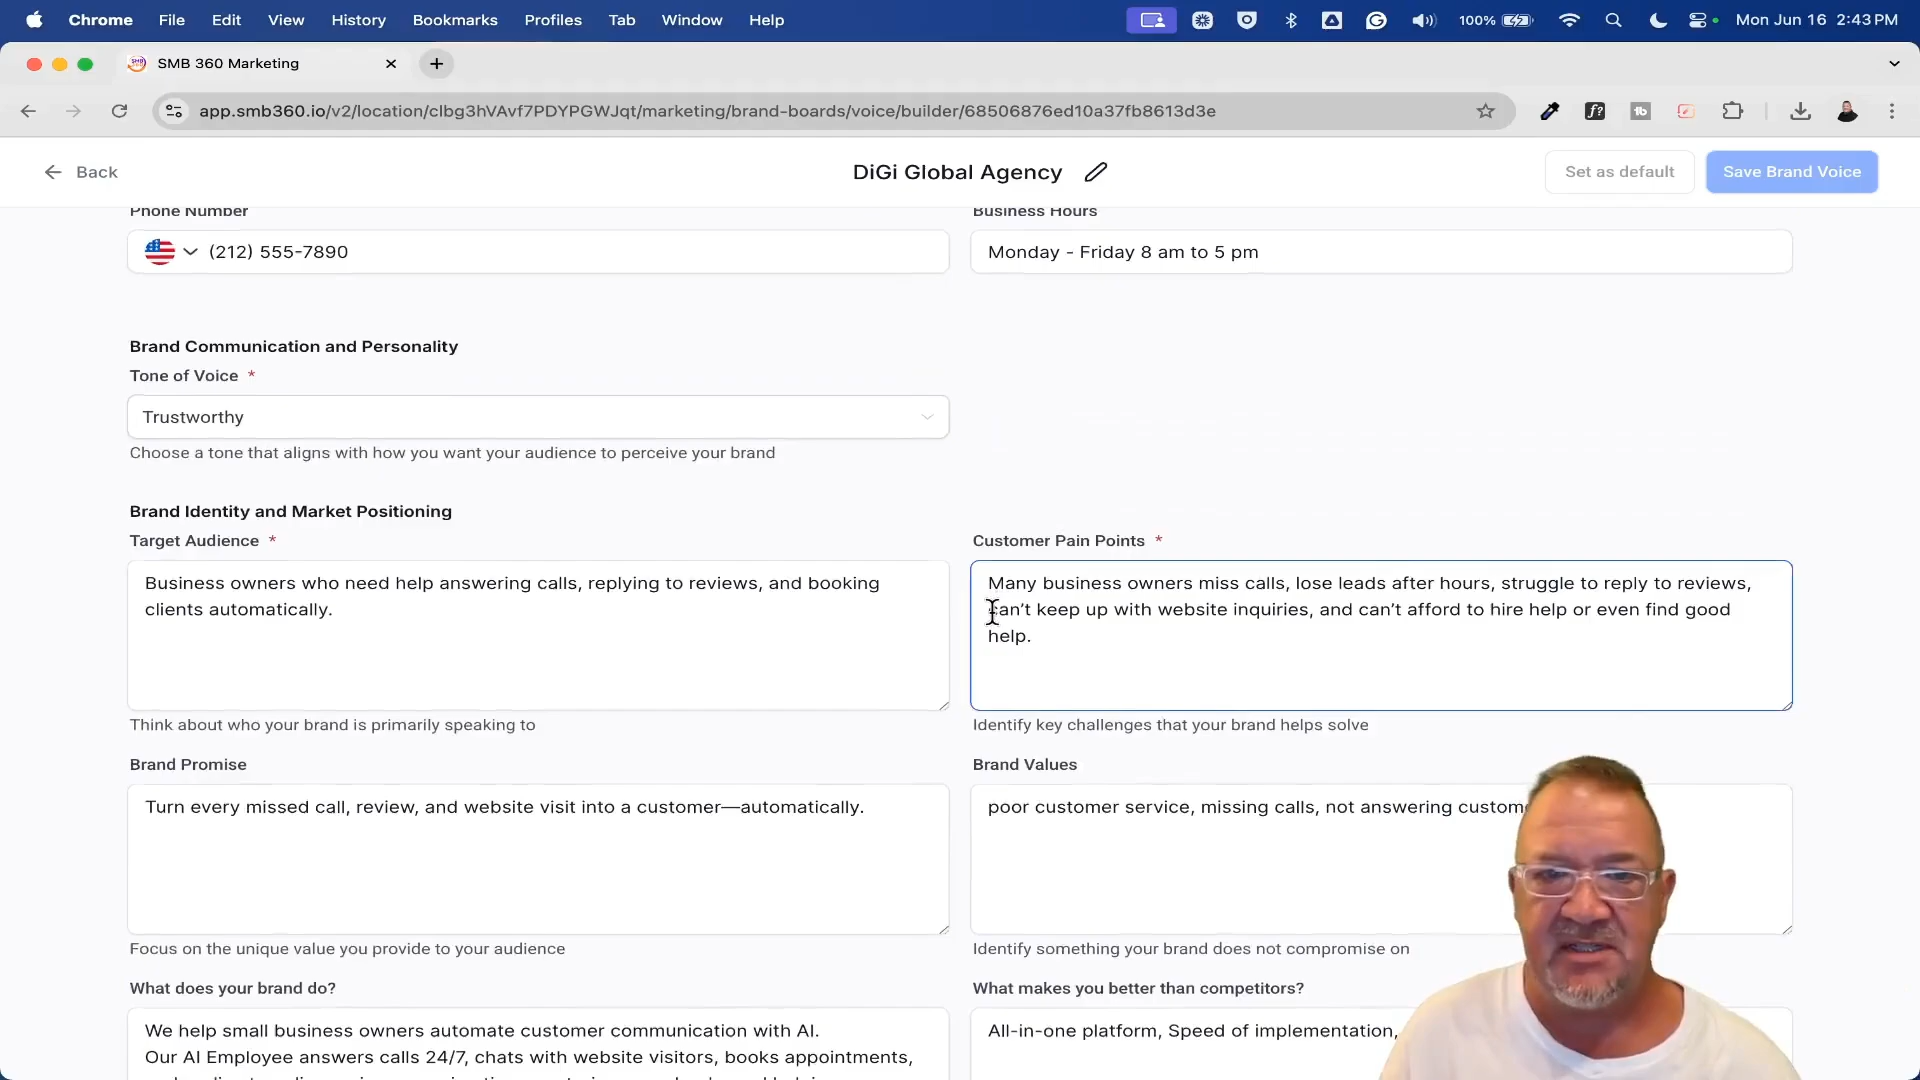 Chrome File Edit View History Bookmarks Profiles Tab Window Help 100% Mon Jun 16 2:43 PM
SMB 360 Marketing
app.smb360.io/v2/location/clbg3hVAvf7PDYPGWJqt/marketing/brand-boards/voice/builder/68506876ed10a37fb8613d3e
Back DiGi Global Agency Set as default Save Brand Voice
Phone Number Business Hours
(212) 555-7890 Monday - Friday 8 am to 5 pm
Brand Communication and Personality
Tone of Voice *
Trustworthy
Choose a tone that aligns with how you want your audience to perceive your brand
Brand Identity and Market Positioning
Target Audience *
Business owners who need help answering calls, replying to reviews, and booking
clients automatically.
Think about who your brand is primarily speaking to
Customer Pain Points *
Many business owners miss calls, lose leads after hours, struggle to reply to reviews,
can’t keep up with website inquiries, and can’t afford to hire help or even find good
help.
Identify key challenges that your brand helps solve
Brand Promise
Turn every missed call, review, and website visit into a customer—automatically.
Focus on the unique value you provide to your audience
Brand Values
poor customer service, missing calls, not answering custom
Identify something your brand does not compromise on
What does your brand do?
We help small business owners automate customer communication with AI.
Our AI Employee answers calls 24/7, chats with website visitors, books appointments,
What makes you better than competitors?
All-in-one platform, Speed of implementation,